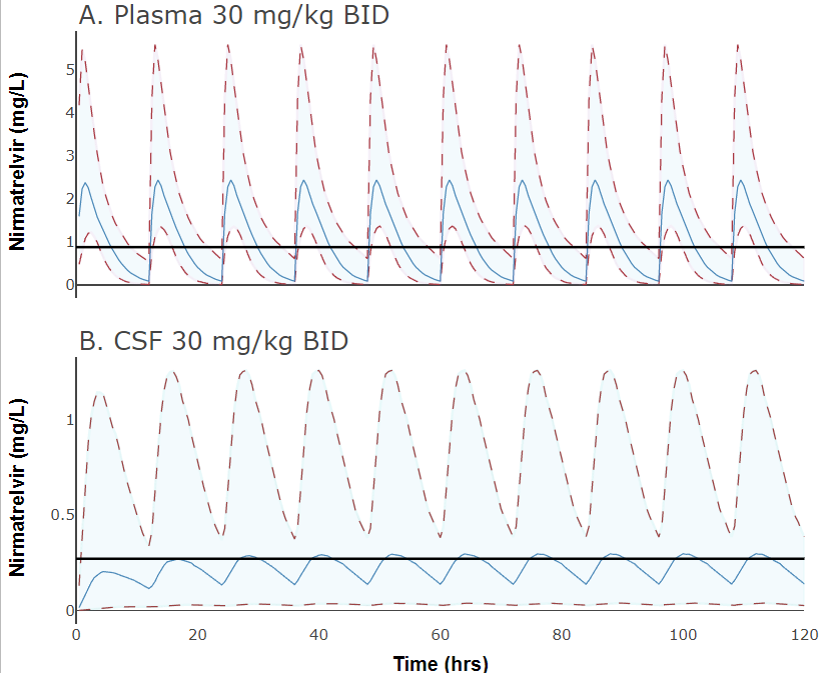 A. Plasma 30 mg/kg BID
Nirmatrelvir (mg/L)
5
4
3
2
1
0
B. CSF 30 mg/kg BID
Nirmatrelvir (mg/L)
1
0.5
0
0 20 40 60 80 100 120
Time (hrs)